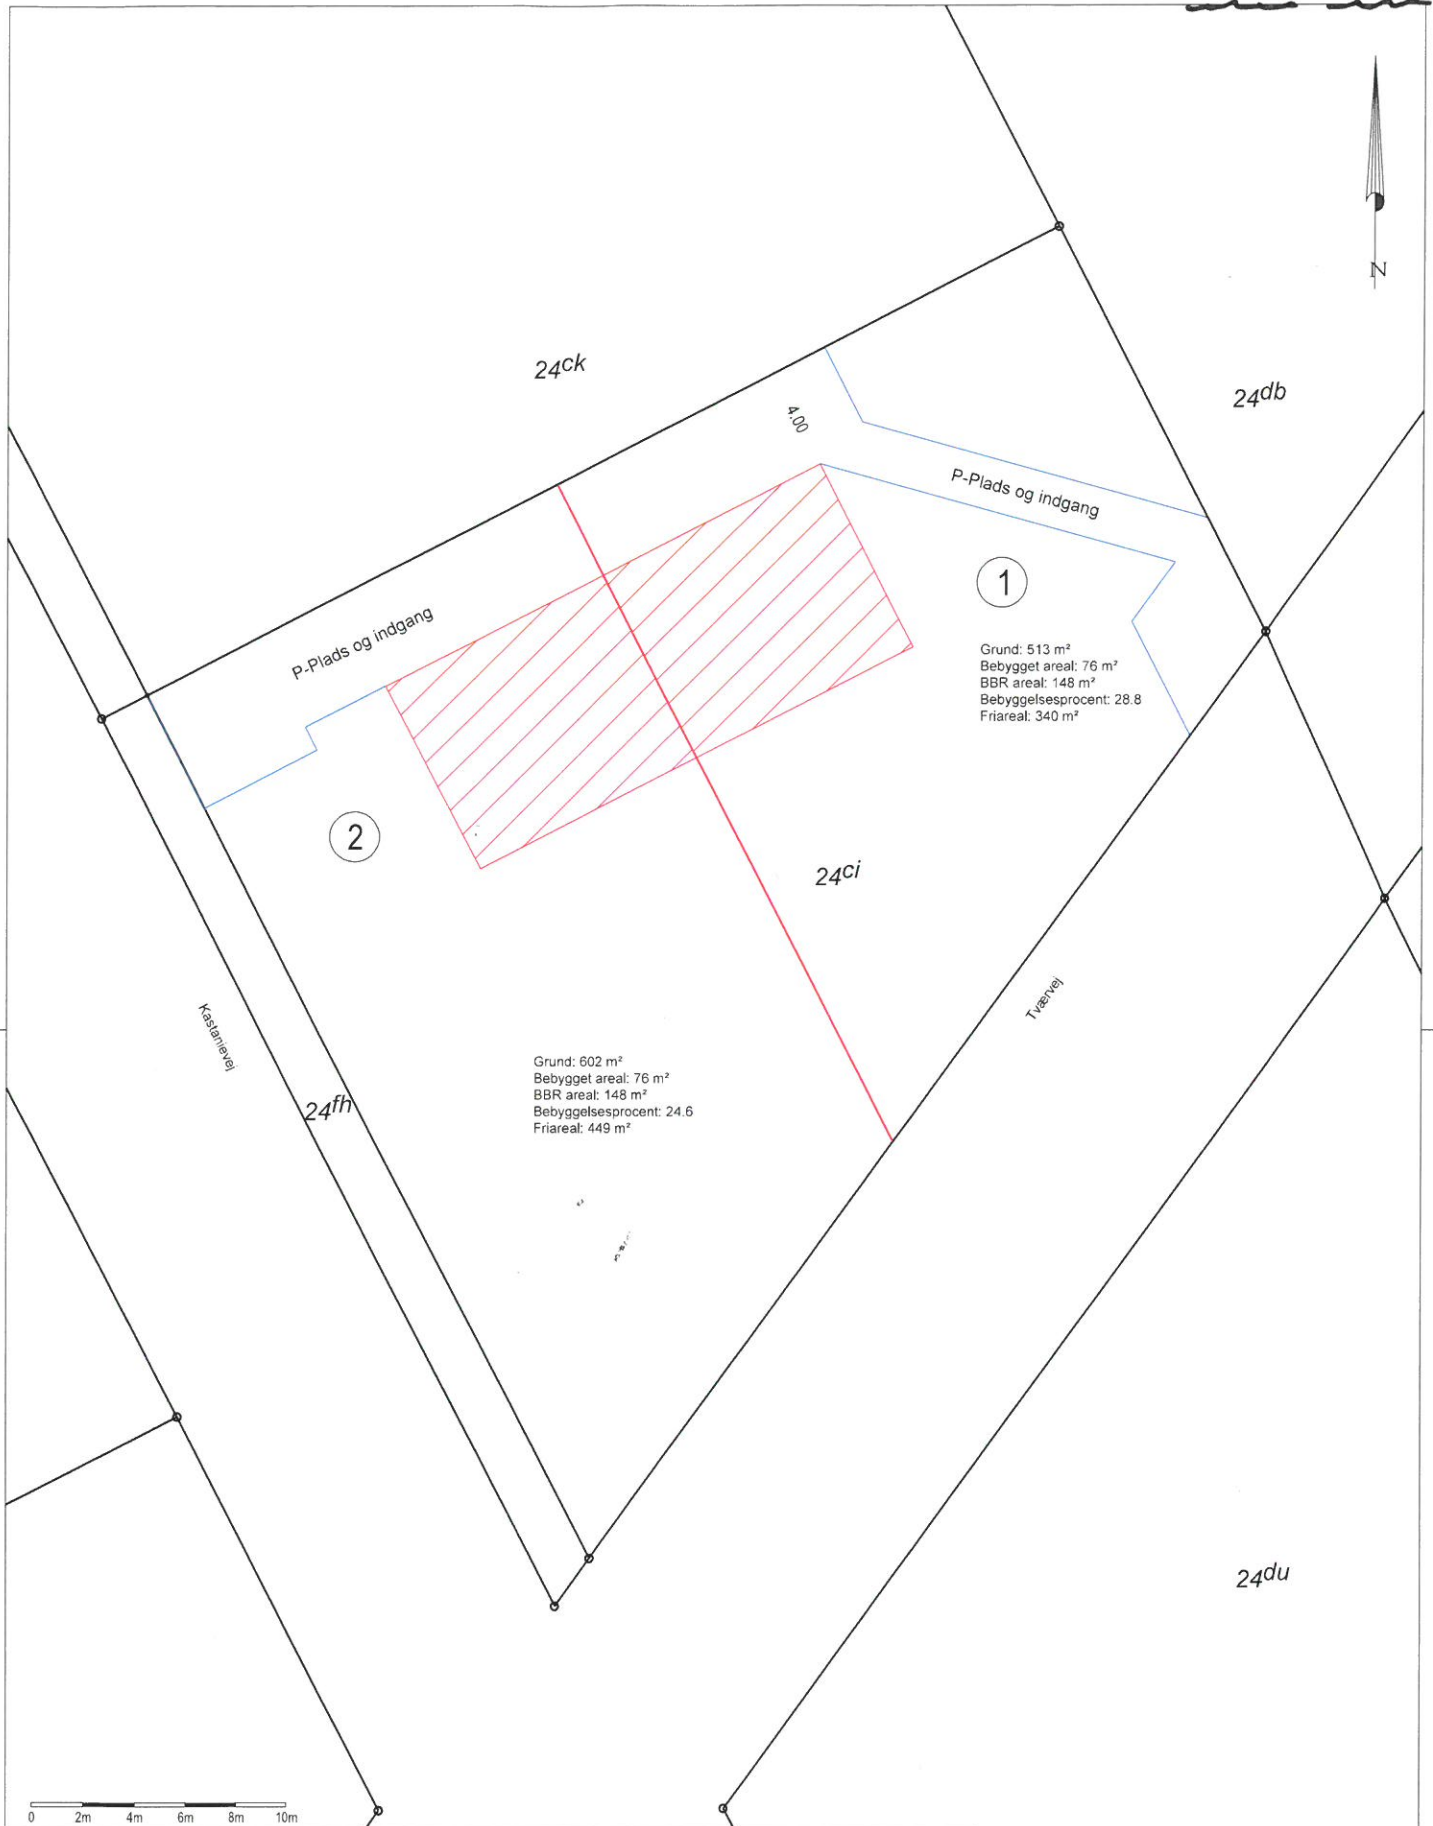 N
24ck
24db
4.00
P-Plads og indgang
1
P-Plads og indgang
Grund: 513 m²
Bebygget areal: 76 m²
BBR areal: 148 m²
Bebyggelsesprocent: 28.8
Friareal: 340 m²
2
24ci
Kastanievej
Tværvej
Grund: 602 m²
Bebygget areal: 76 m²
BBR areal: 148 m²
Bebyggelsesprocent: 24.6
Friareal: 449 m²
24fh
24du
0 2m 4m 6m 8m 10m